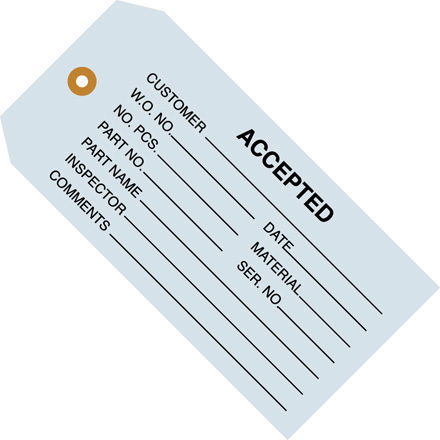 ACCEPTED
CUSTOMER
W.O. NO. DATE
NO. PCS. MATERIAL
PART NO. SER. NO.
PART NAME
INSPECTOR
COMMENTS